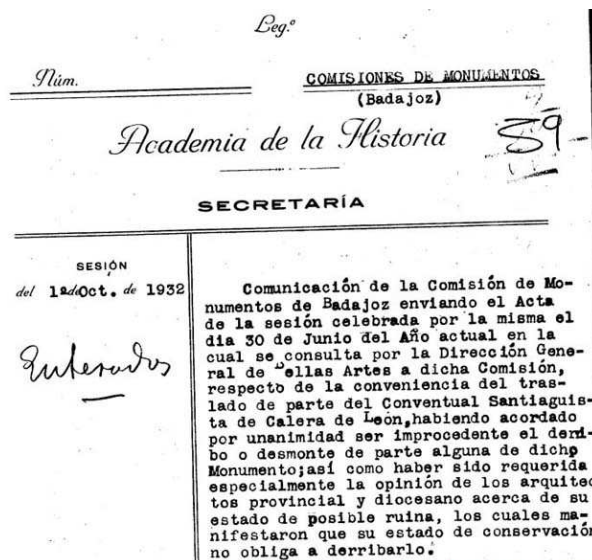 Leg.º
Núm.
COMISIONES DE MONUMENTOS
(Badajoz)
Academia de la Historia
59
SECRETARÍA
SESIÓN
del 1º de Oct. de 1932
Enterados
Comunicación de la Comisión de Mo-
numentos de Badajoz enviando el Acta
de la sesión celebrada por la misma el
dia 30 de Junio del Año actual en la
cual se consulta por la Dirección Gene-
ral de Bellas Artes a dicha Comisión,
respecto de la conveniencia del tras-
lado de parte del Conventual Santiaguis-
ta de Calera de León,habiendo acordado
por unanimidad ser improcedente el derri-
bo o desmonte de parte alguna de dicho
Monumento;así como haber sido requerida
especialmente la opinión de los arquitec
tos provincial y diocesano acerca de su
estado de posible ruina, los cuales ma-
nifestaron que su estado de conservación
no obliga a derribarlo.